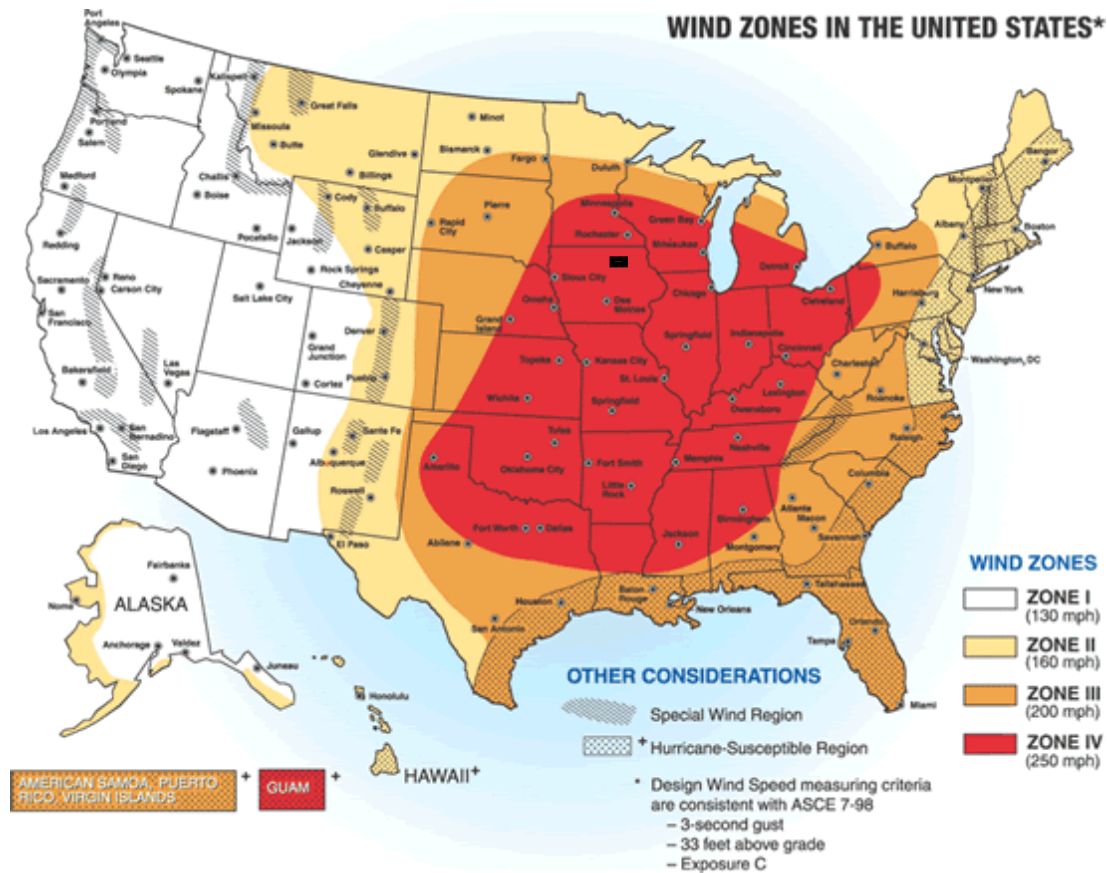 WIND ZONES IN THE UNITED STATES*
Port
Angeles
Seattle
Olympia
Spokane
Kalispell
Great Falls
Portland
Salem
Missoula
Butte
Glendive
Billings
Minot
Bismarck
Fargo
Duluth
Bangor
Montpelier
Medford
Challis
Boise
Cody
Buffalo
Pierre
Rapid
City
Minneapolis
Rochester
Green Bay
Milwaukee
Albany
Buffalo
Boston
Redding
Pocatello
Jackson
Casper
Rock Springs
Cheyenne
Sioux City
Des
Moines
Chicago
Detroit
Cleveland
Harrisburg
New York
Sacramento
Reno
Carson City
Salt Lake City
San
Francisco
Omaha
Grand
Island
Springfield
Indianapolis
Cincinnati
Washington, DC
Denver
Grand
Junction
Pueblo
Cortez
Topeka
Kansas City
St. Louis
Charleston
Lexington
Roanoke
Owensboro
Bakersfield
Las
Vegas
Wichita
Springfield
Los Angeles
San
Bernadino
San
Diego
Flagstaff
Phoenix
Gallup
Santa Fe
Albuquerque
Roswell
Amarillo
Tulsa
Oklahoma City
Fort Smith
Little
Rock
Memphis
Nashville
Raleigh
Columbia
Atlanta
Macon
Savannah
Birmingham
Montgomery
El Paso
Abilene
Fort Worth
Dallas
Jackson
Tallahassee
Houston
Baton
Rouge
New Orleans
San Antonio
Orlando
Tampa
Miami
Fairbanks
Nome
ALASKA
Anchorage
Valdez
Juneau
Honolulu
HAWAII+
AMERICAN SAMOA, PUERTO
RICO, VIRGIN ISLANDS
+
GUAM
+
OTHER CONSIDERATIONS
Special Wind Region
+ Hurricane-Susceptible Region
* Design Wind Speed measuring criteria
are consistent with ASCE 7-98
– 3-second gust
– 33 feet above grade
– Exposure C
WIND ZONES
ZONE I
(130 mph)
ZONE II
(160 mph)
ZONE III
(200 mph)
ZONE IV
(250 mph)